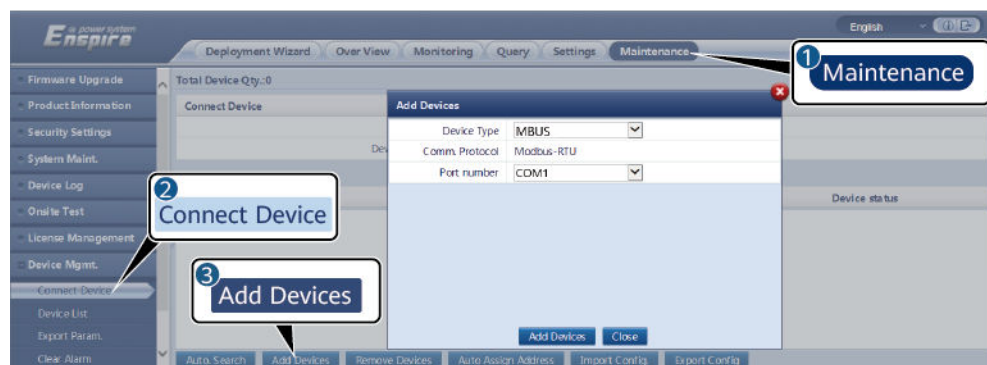 e power system
Enspire
English
Deployment Wizard Over View Monitoring Query Settings Maintenance
1
Maintenance
Firmware Upgrade
Product Information
Security Settings
System Maint.
Device Log
Onsite Test
License Management
Device Mgmt.
Connect Device
Device List
Export Param.
Clear Alarm
Total Device Qty.:0
Connect Device
Dev
Device status
Add Devices
Device Type MBUS
Comm. Protocol Modbus-RTU
Port number COM1
Add Devices Close
2
Connect Device
3
Add Devices
Auto. Search Add Devices Remove Devices Auto Assign Address Import Config. Export Config